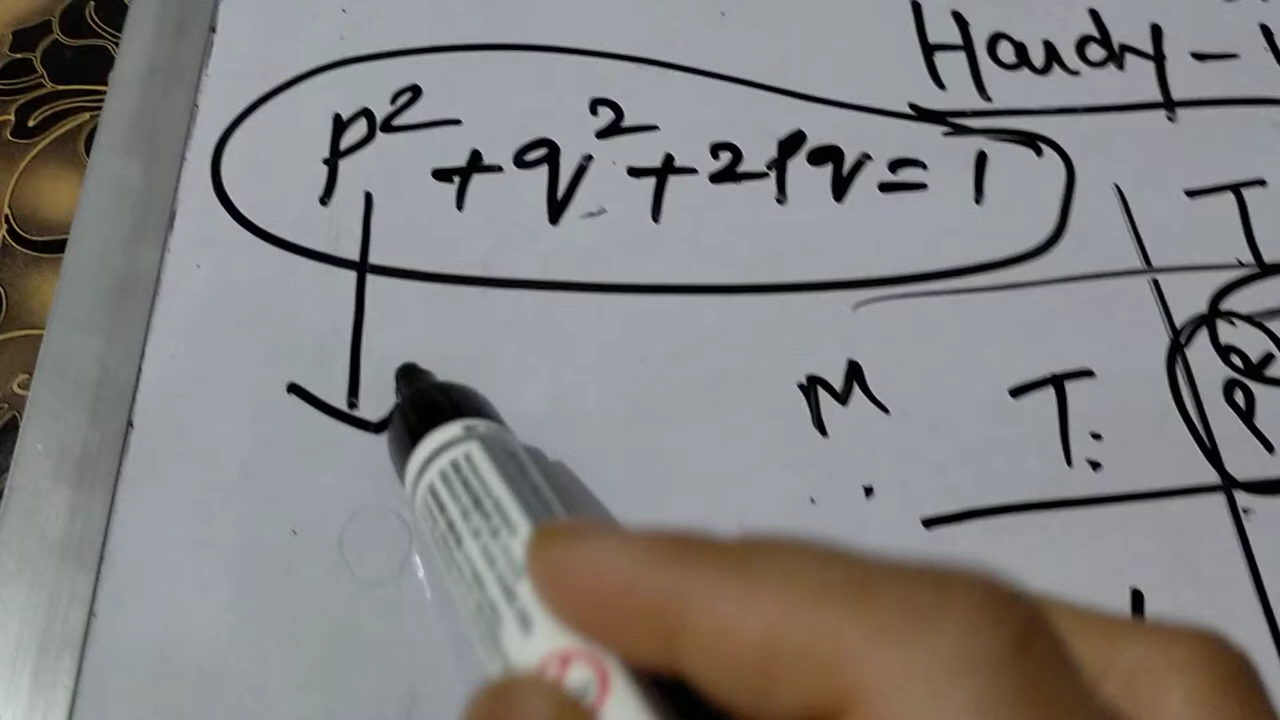 Hardy -
p² + q² + 2pq = 1
T
M T: